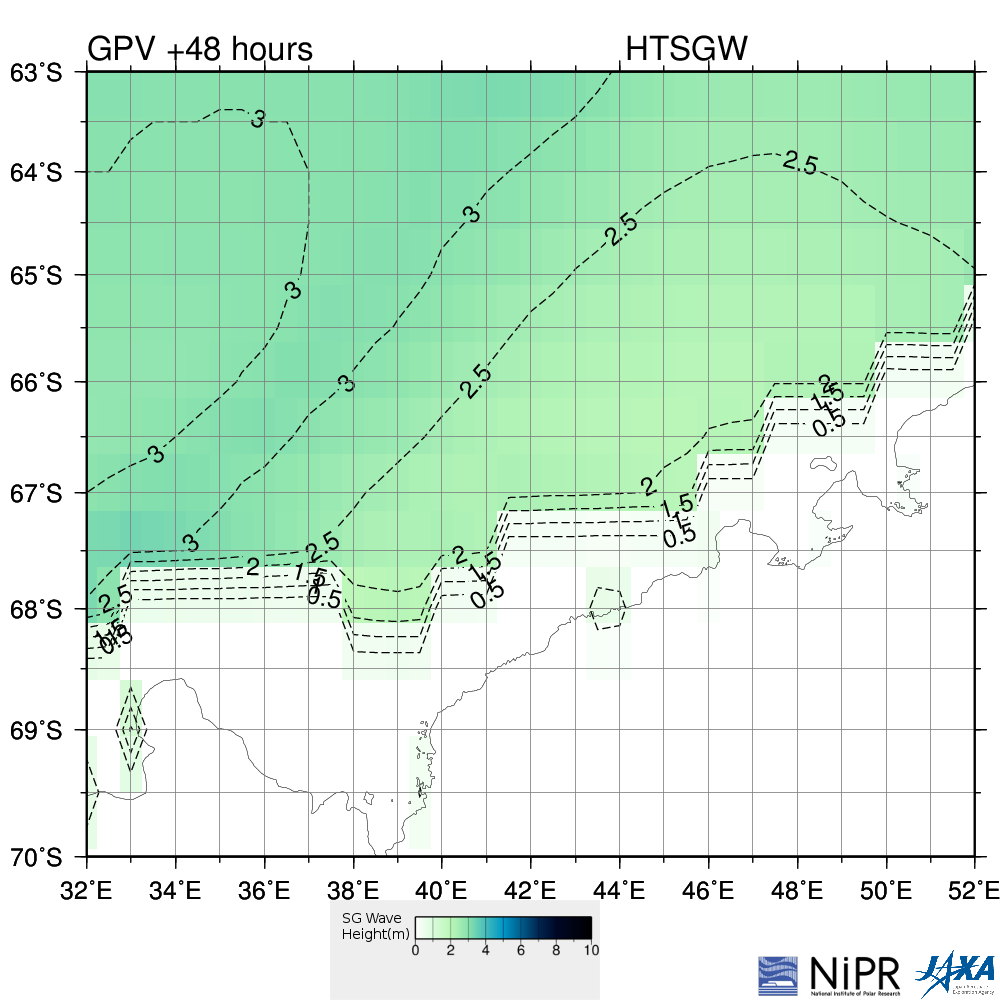 GPV +48 hours HTSGW
63°S
64°S
65°S
66°S
67°S
68°S
69°S
70°S
3
2.5
3
2.5
3
3
2.5
3
2
1.5
1
0.5
2
1.5
1
0.5
2.5
3
2
1.5
0.5
2
1.5
0.5
2.5
1.5
0.5
32°E 34°E 36°E 38°E 40°E 42°E 44°E 46°E 48°E 50°E 52°E
SG Wave
Height(m)
0 2 4 6 8 10
NiPR
National Institute of Polar Research
JAXA
Japan Aerospace
Exploration Agency